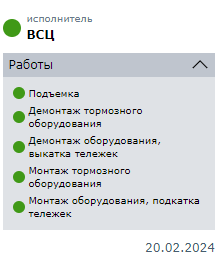 исполнитель
ВСЦ
Работы
Подъемка
Демонтаж тормозного
оборудования
Демонтаж оборудования,
выкатка тележек
Монтаж тормозного
оборудования
Монтаж оборудования, подкатка
тележек
20.02.2024